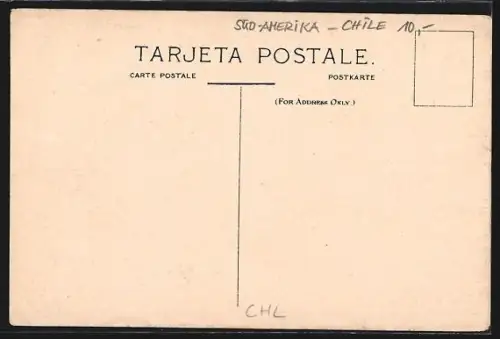 SÜD-AMERIKA - CHILE 10,-
TARJETA POSTALE.
CARTE POSTALE POSTKARTE
(For Address Only.)
CHL